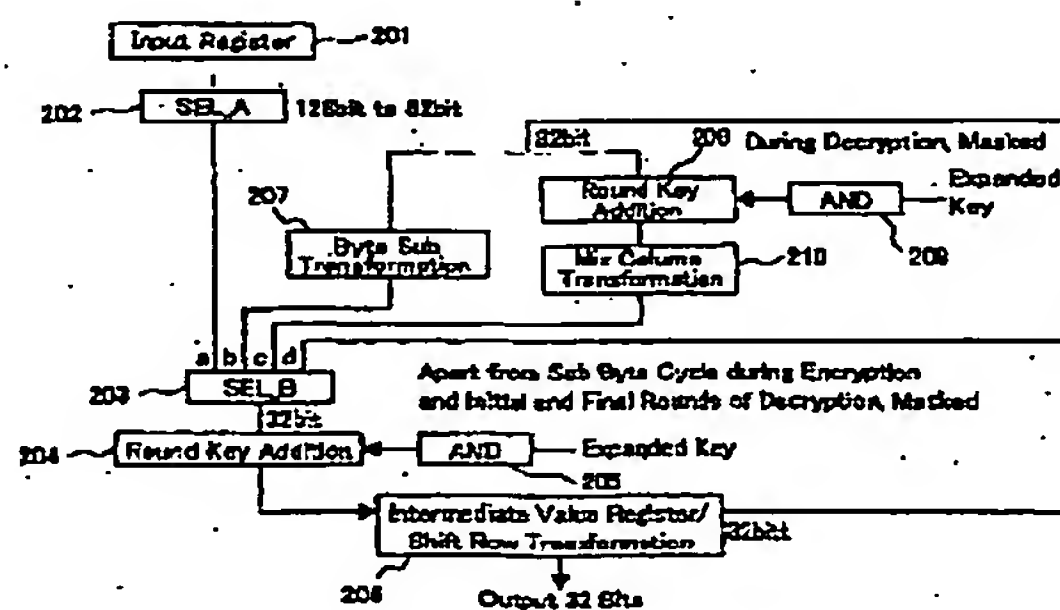 Input Register
201
202
SEL_A
128bit to 32bit
32bit
During Decryption, Masked
Round Key
Addition
AND
Expanded
Key
209
207
Byte Sub
Transformation
Mix Column
Transformation
210
a b c d
203
SEL_B
32bit
Apart from Sub Byte Cycle during Encryption
and Initial and Final Rounds of Decryption, Masked
204
Round Key Addition
AND
Expanded Key
205
Intermediate Value Register/
Shift Row Transformation
32bit
206
Output 32 Bits